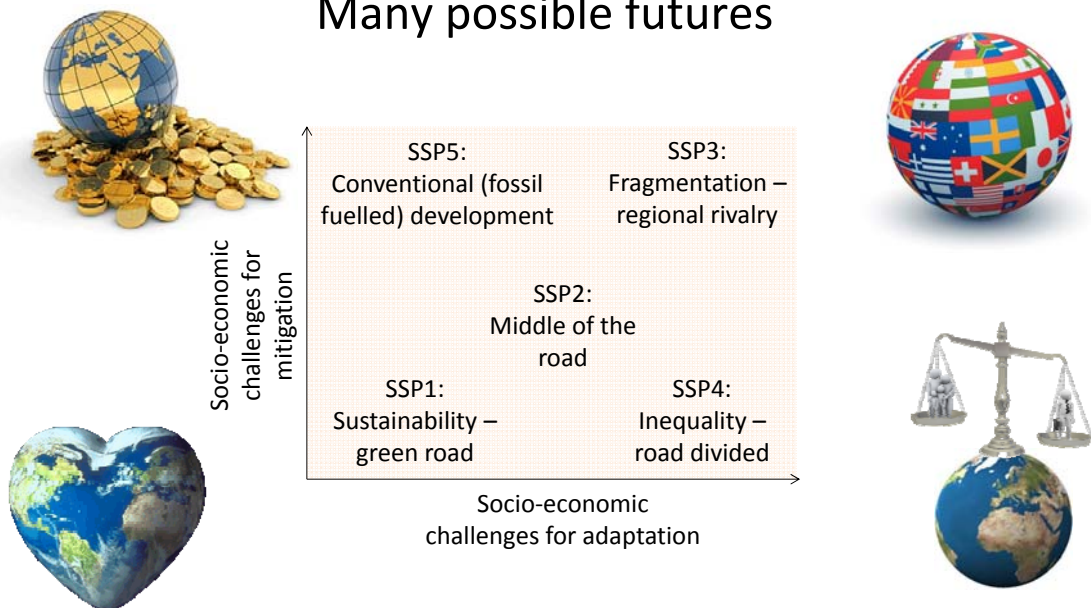 Many possible futures
SSP5:
Conventional (fossil
fuelled) development
SSP3:
Fragmentation –
regional rivalry
Socio-economic
challenges for
mitigation
SSP2:
Middle of the
road
SSP1:
Sustainability –
green road
SSP4:
Inequality –
road divided
Socio-economic
challenges for adaptation